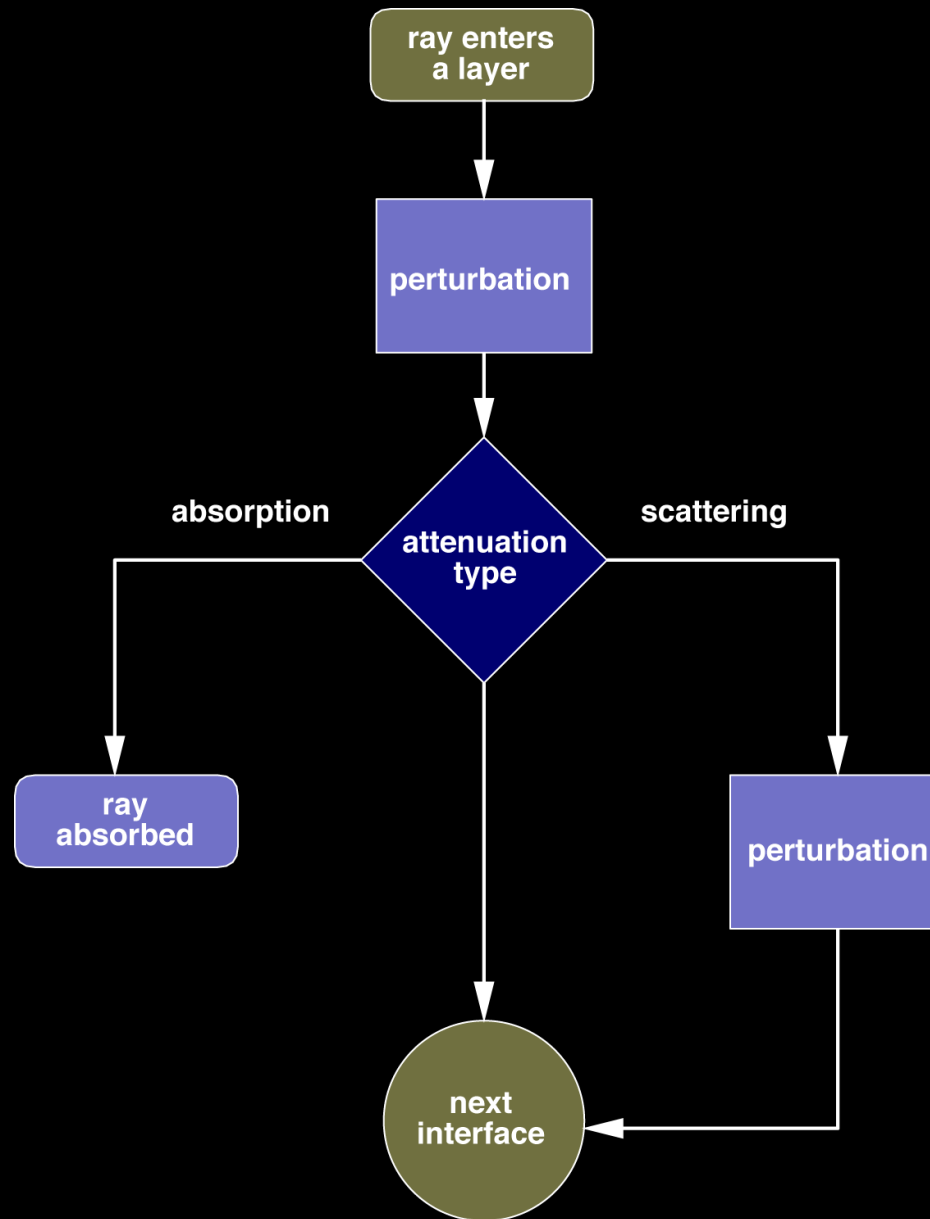 ray enters
a layer
perturbation
absorption
scattering
attenuation
type
ray
absorbed
perturbation
next
interface